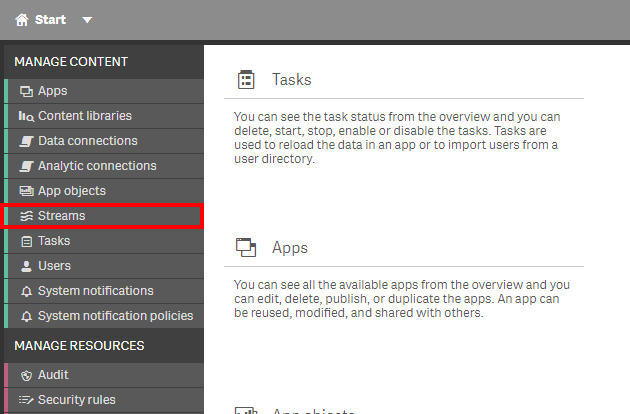 Start
MANAGE CONTENT
Apps
Content libraries
Data connections
Analytic connections
App objects
Streams
Tasks
Users
System notifications
System notification policies
MANAGE RESOURCES
Audit
Security rules
Tasks
You can see the task status from the overview and you can
delete, start, stop, enable or disable the tasks. Tasks are
used to reload the data in an app or to import users from a
user directory.
Apps
You can see all the available apps from the overview and you
can edit, delete, publish, or duplicate the apps. An app can
be reused, modified, and shared with others.
App objects